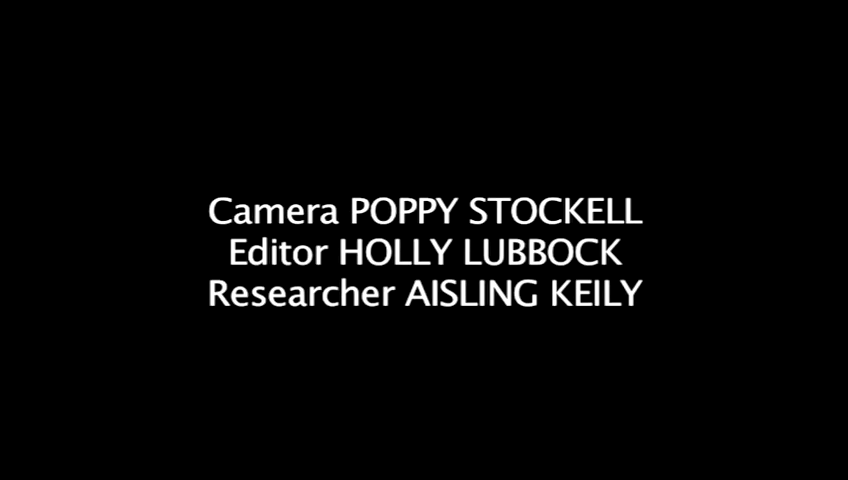 Camera POPPY STOCKELL
Editor HOLLY LUBBOCK
Researcher AISLING KEILY